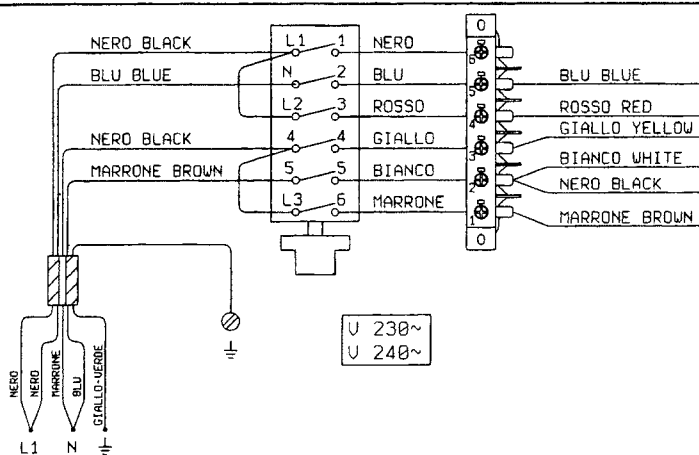 NERO BLACK
BLU BLUE
NERO BLACK
MARRONE BROWN
L1 1
N 2
L2 3
4 4
5 5
L3 6
NERO
BLU
ROSSO
GIALLO
BIANCO
MARRONE
0
6
5
4
3
2
1
0
BLU BLUE
ROSSO RED
GIALLO YELLOW
BIANCO WHITE
NERO BLACK
MARRONE BROWN
V 230~
V 240~
NERO
NERO
MARRONE
BLU
GIALLO-VERDE
L1 N